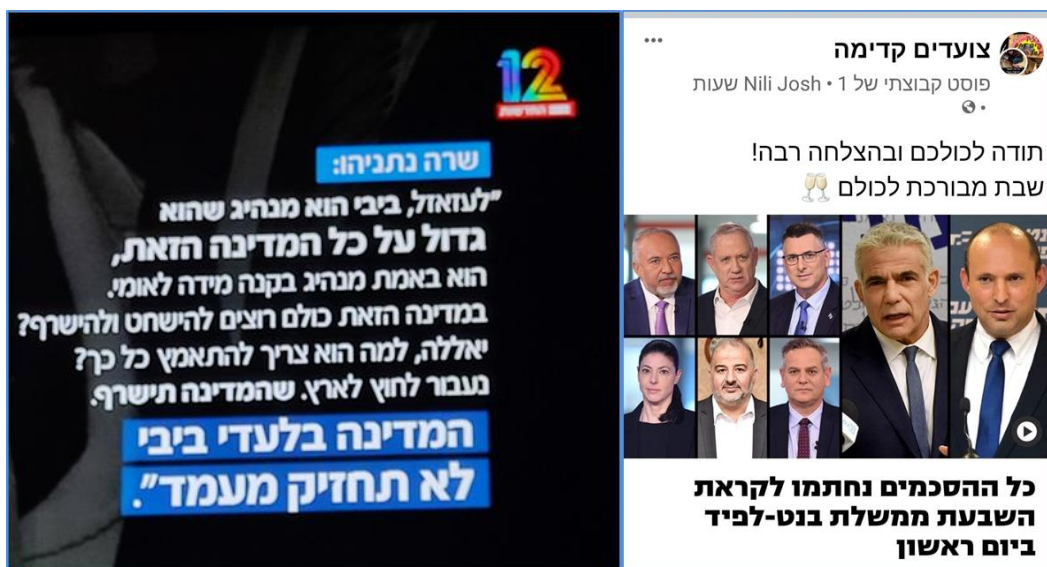 12
החדשות
שרה נתניהו:
"לעזאזל, ביבי הוא מנהיג שהוא
גדול על כל המדינה הזאת,
הוא באמת מנהיג בקנה מידה לאומי.
במדינה הזאת כולם רוצים להישחט ולהישרף?
יאללה, למה הוא צריך להתאמץ כל כך?
נעבור לחוץ לארץ. שהמדינה תישרף.
המדינה בלעדי ביבי
לא תחזיק מעמד".
צועדים קדימה
פוסט קבוצתי של Nili Josh • 1 שעות
תודה לכולכם ובהצלחה רבה!
שבת מבורכת לכולם 🥂
כל ההסכמים נחתמו לקראת
השבעת ממשלת בנט-לפיד
ביום ראשון